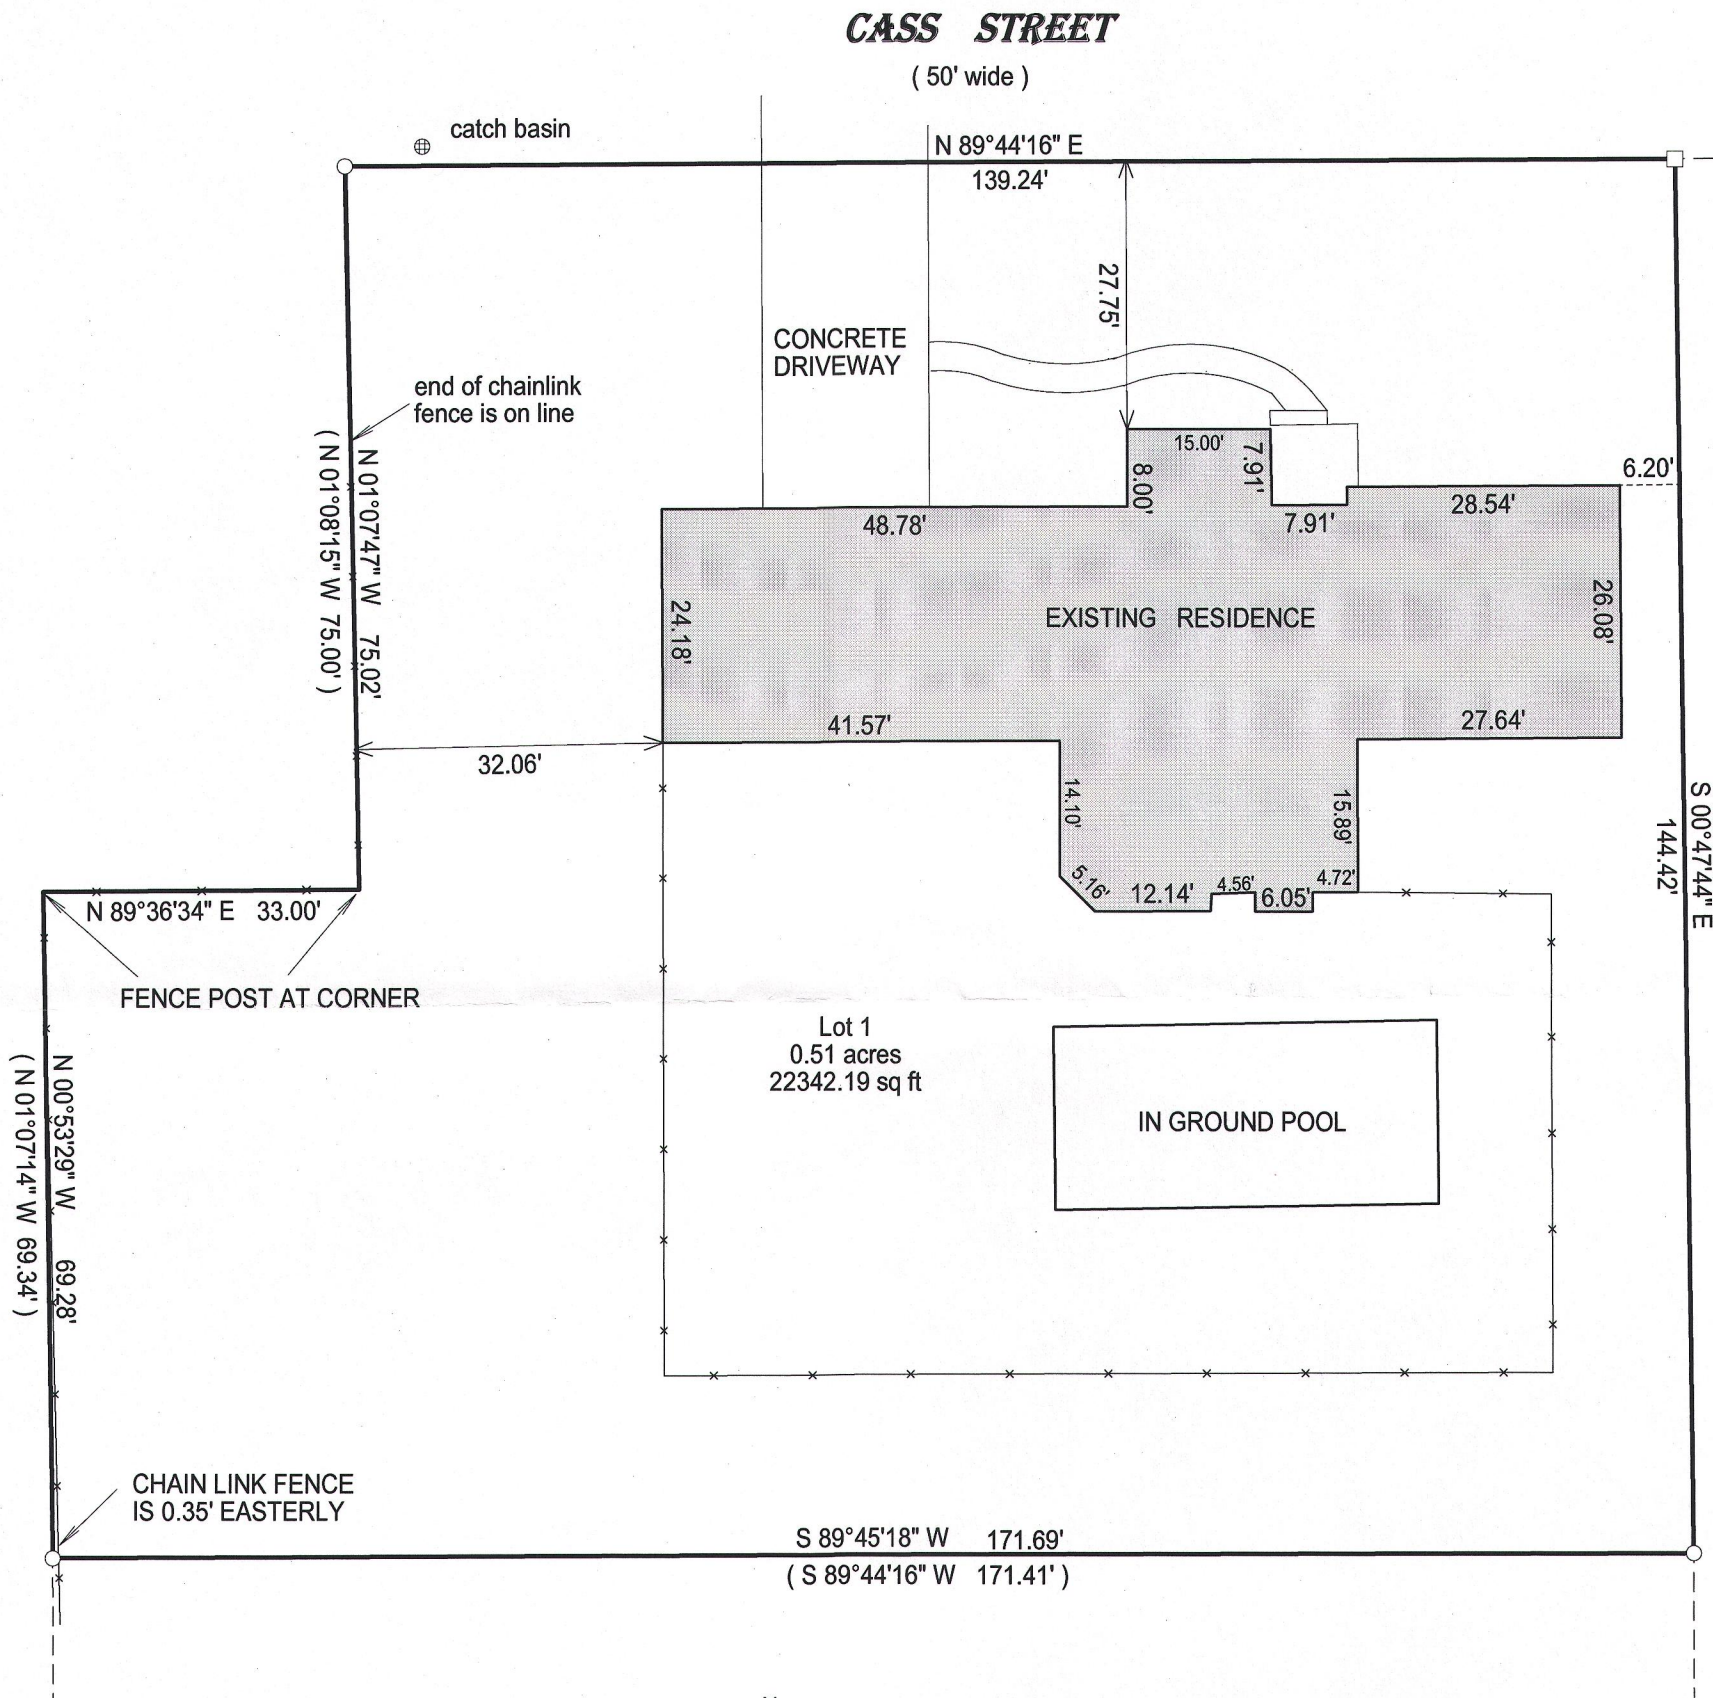 CASS STREET
( 50' wide )
catch basin
N 89°44'16" E
139.24'
27.75'
CONCRETE
DRIVEWAY
end of chainlink
fence is on line
N 01°07'47" W 75.02'
( N 01°08'15" W 75.00' )
15.00'
7.91'
8.00'
6.20'
48.78'
7.91'
28.54'
24.18'
EXISTING RESIDENCE
26.08'
41.57'
27.64'
32.06'
14.10'
15.89'
5.16'
12.14'
4.56'
6.05'
4.72'
S 00°47'44" E
144.42'
N 89°36'34" E 33.00'
FENCE POST AT CORNER
Lot 1
0.51 acres
22342.19 sq ft
IN GROUND POOL
N 00°53'29" W 69.28'
( N 01°07'14" W 69.34' )
CHAIN LINK FENCE
IS 0.35' EASTERLY
S 89°45'18" W 171.69'
( S 89°44'16" W 171.41' )